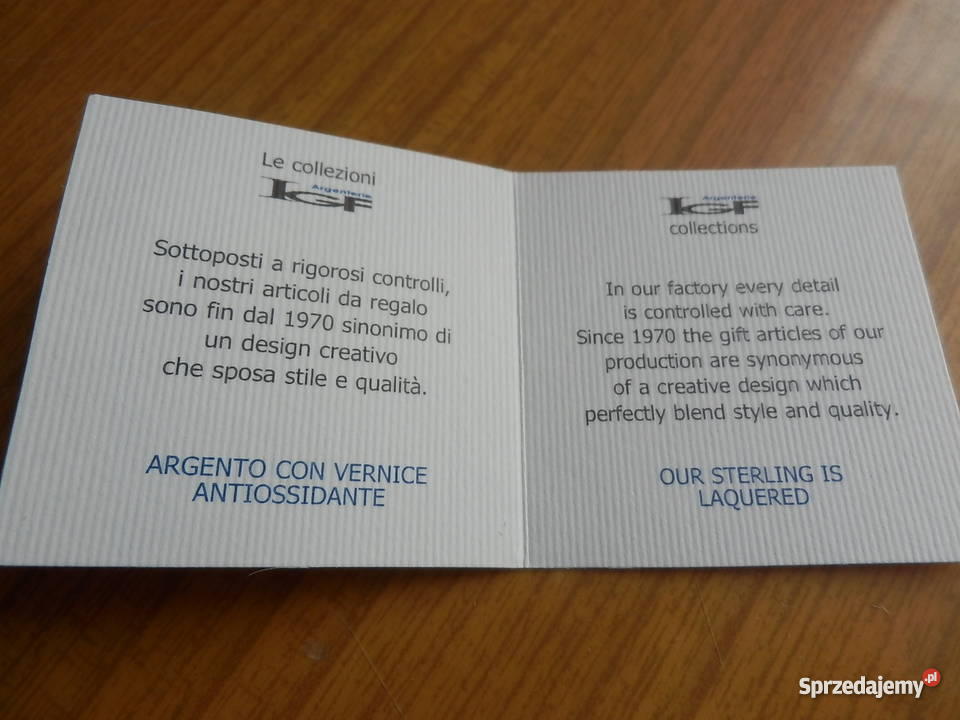 Le collezioni
Argenterie
IGF
Sottoposti a rigorosi controlli,
i nostri articoli da regalo
sono fin dal 1970 sinonimo di
un design creativo
che sposa stile e qualità.
ARGENTO CON VERNICE
ANTIOSSIDANTE
Argenterie
IGF
collections
In our factory every detail
is controlled with care.
Since 1970 the gift articles of our
production are synonymous
of a creative design which
perfectly blend style and quality.
OUR STERLING IS
LAQUERED
Sprzedajemy.pl